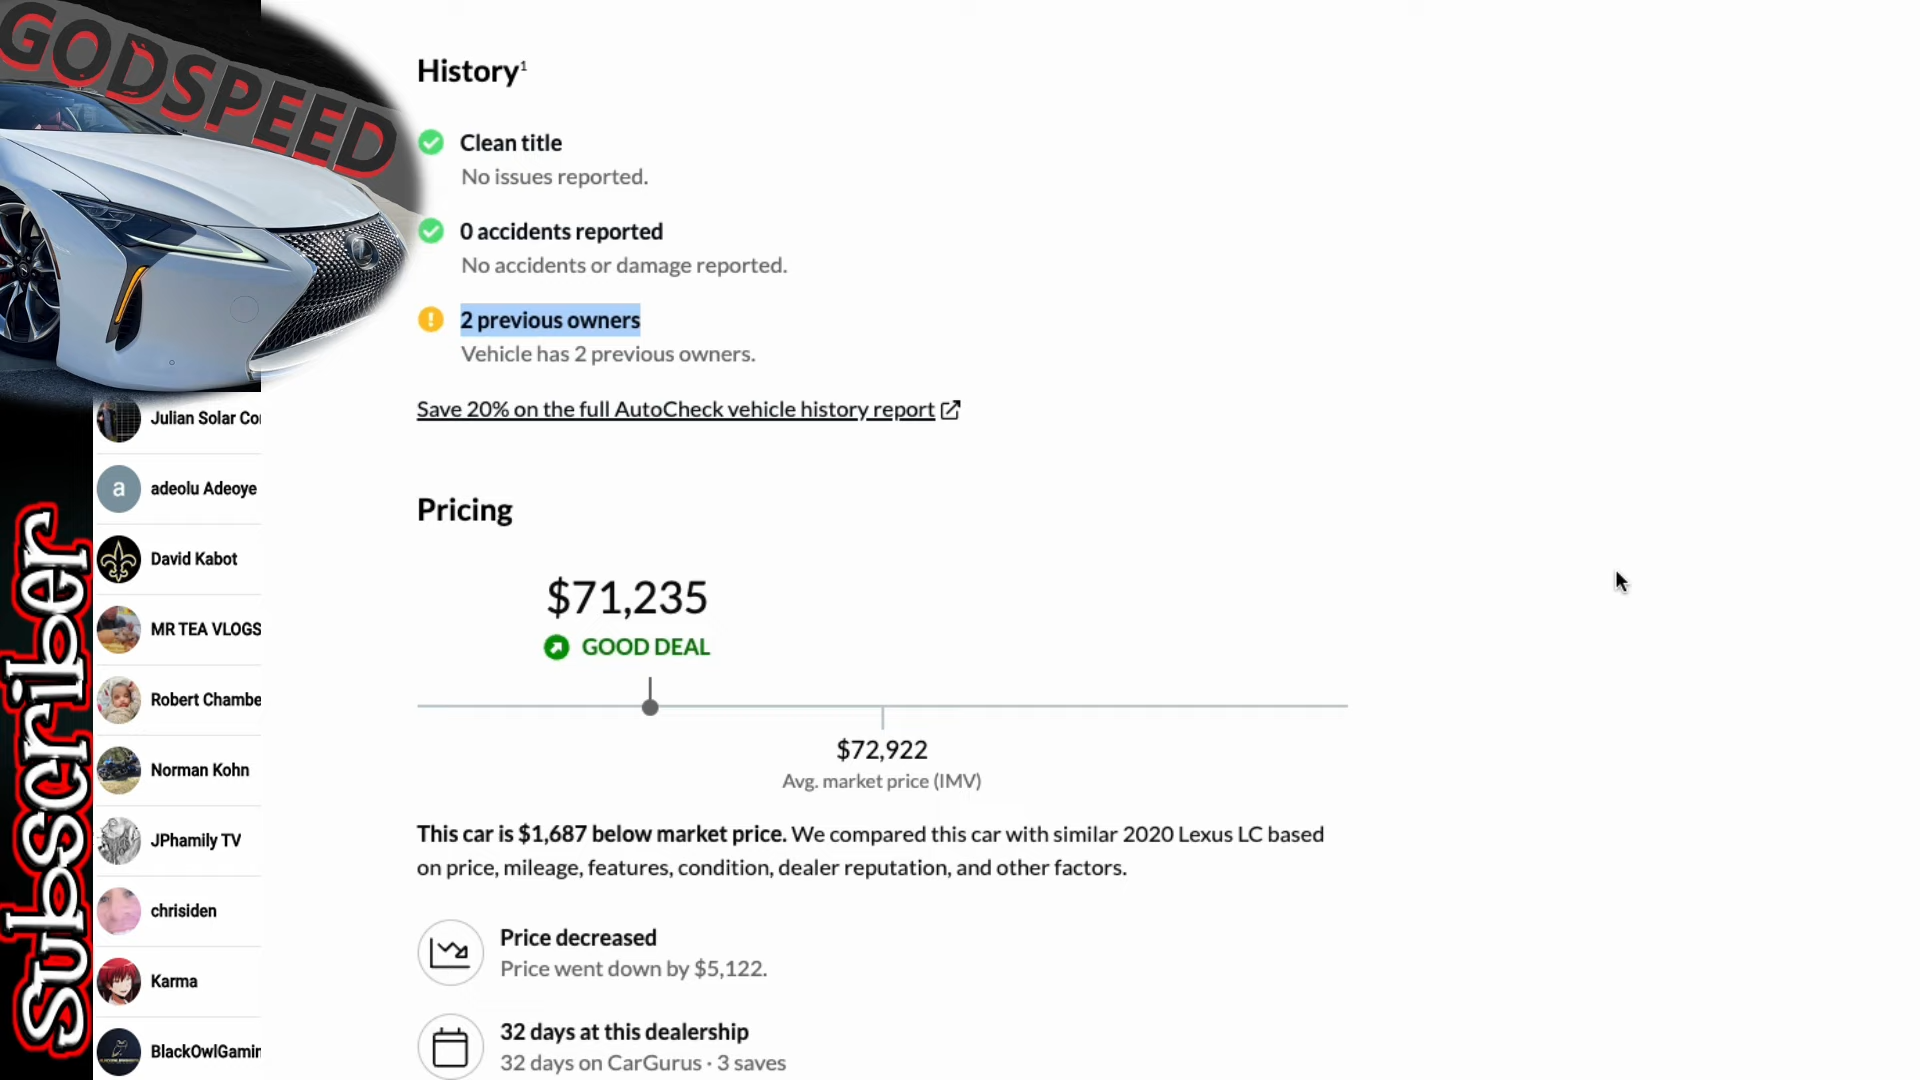 GODSPEED
Subscriber
Julian Solar Co
adeolu Adeoye
David Kabot
MR TEA VLOGS
Robert Chambe
Norman Kohn
JPhamily TV
chrisiden
Karma
BlackOwlGamin
History¹
Clean title
No issues reported.
0 accidents reported
No accidents or damage reported.
2 previous owners
Vehicle has 2 previous owners.
Save 20% on the full AutoCheck vehicle history report
Pricing
$71,235
GOOD DEAL
$72,922
Avg. market price (IMV)
This car is $1,687 below market price. We compared this car with similar 2020 Lexus LC based
on price, mileage, features, condition, dealer reputation, and other factors.
Price decreased
Price went down by $5,122.
32 days at this dealership
32 days on CarGurus · 3 saves